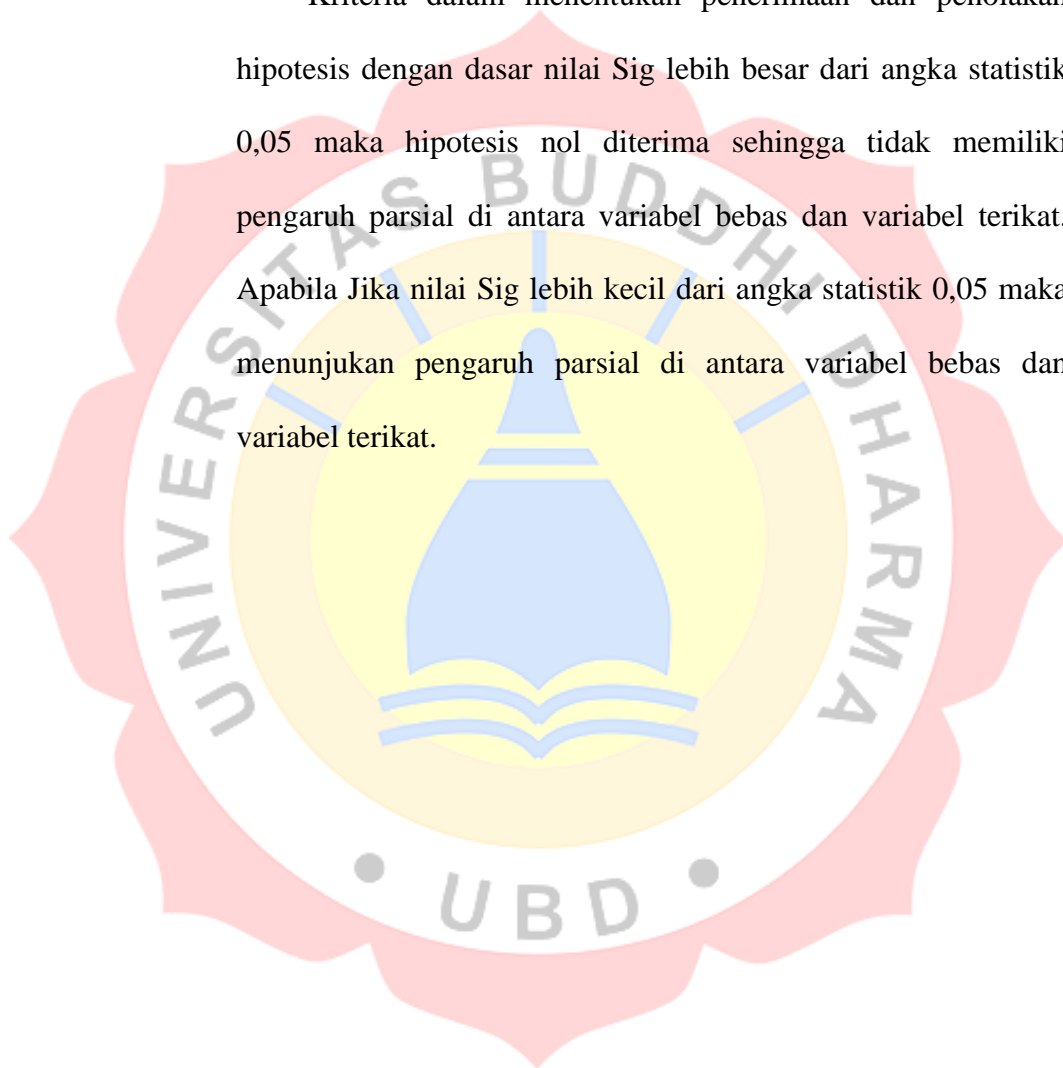 Kriteria dalam menentukan penerimaan dan penolakan
hipotesis dengan dasar nilai Sig lebih besar dari angka statistik
0,05 maka hipotesis nol diterima sehingga tidak memiliki
pengaruh parsial di antara variabel bebas dan variabel terikat.
Apabila Jika nilai Sig lebih kecil dari angka statistik 0,05 maka
menunjukan pengaruh parsial di antara variabel bebas dan
variabel terikat.
UNIVERSITAS BUDDHI DHARMA
• UBD •